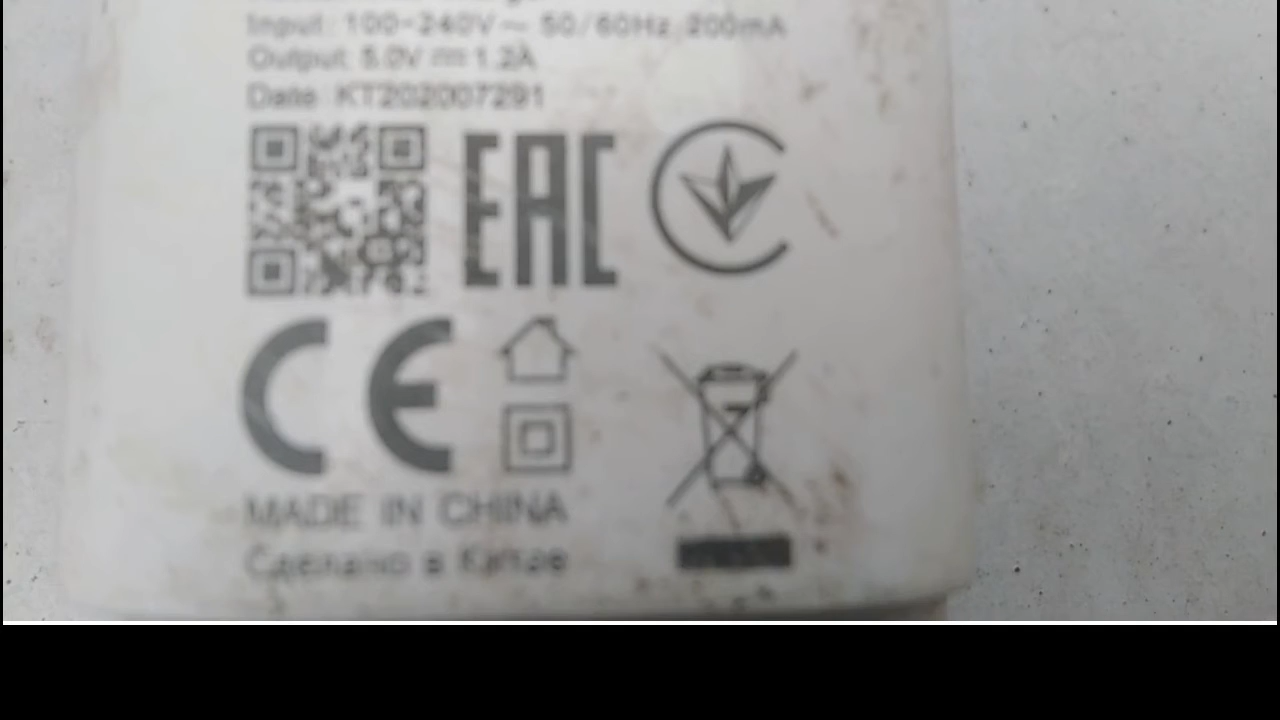 Input: 100-240V~ 50/60Hz 200mA
Output: 5.0V ⎓ 1.2A
Date: KT202007291
EAC
CE
MADE IN CHINA
Сделано в Китае